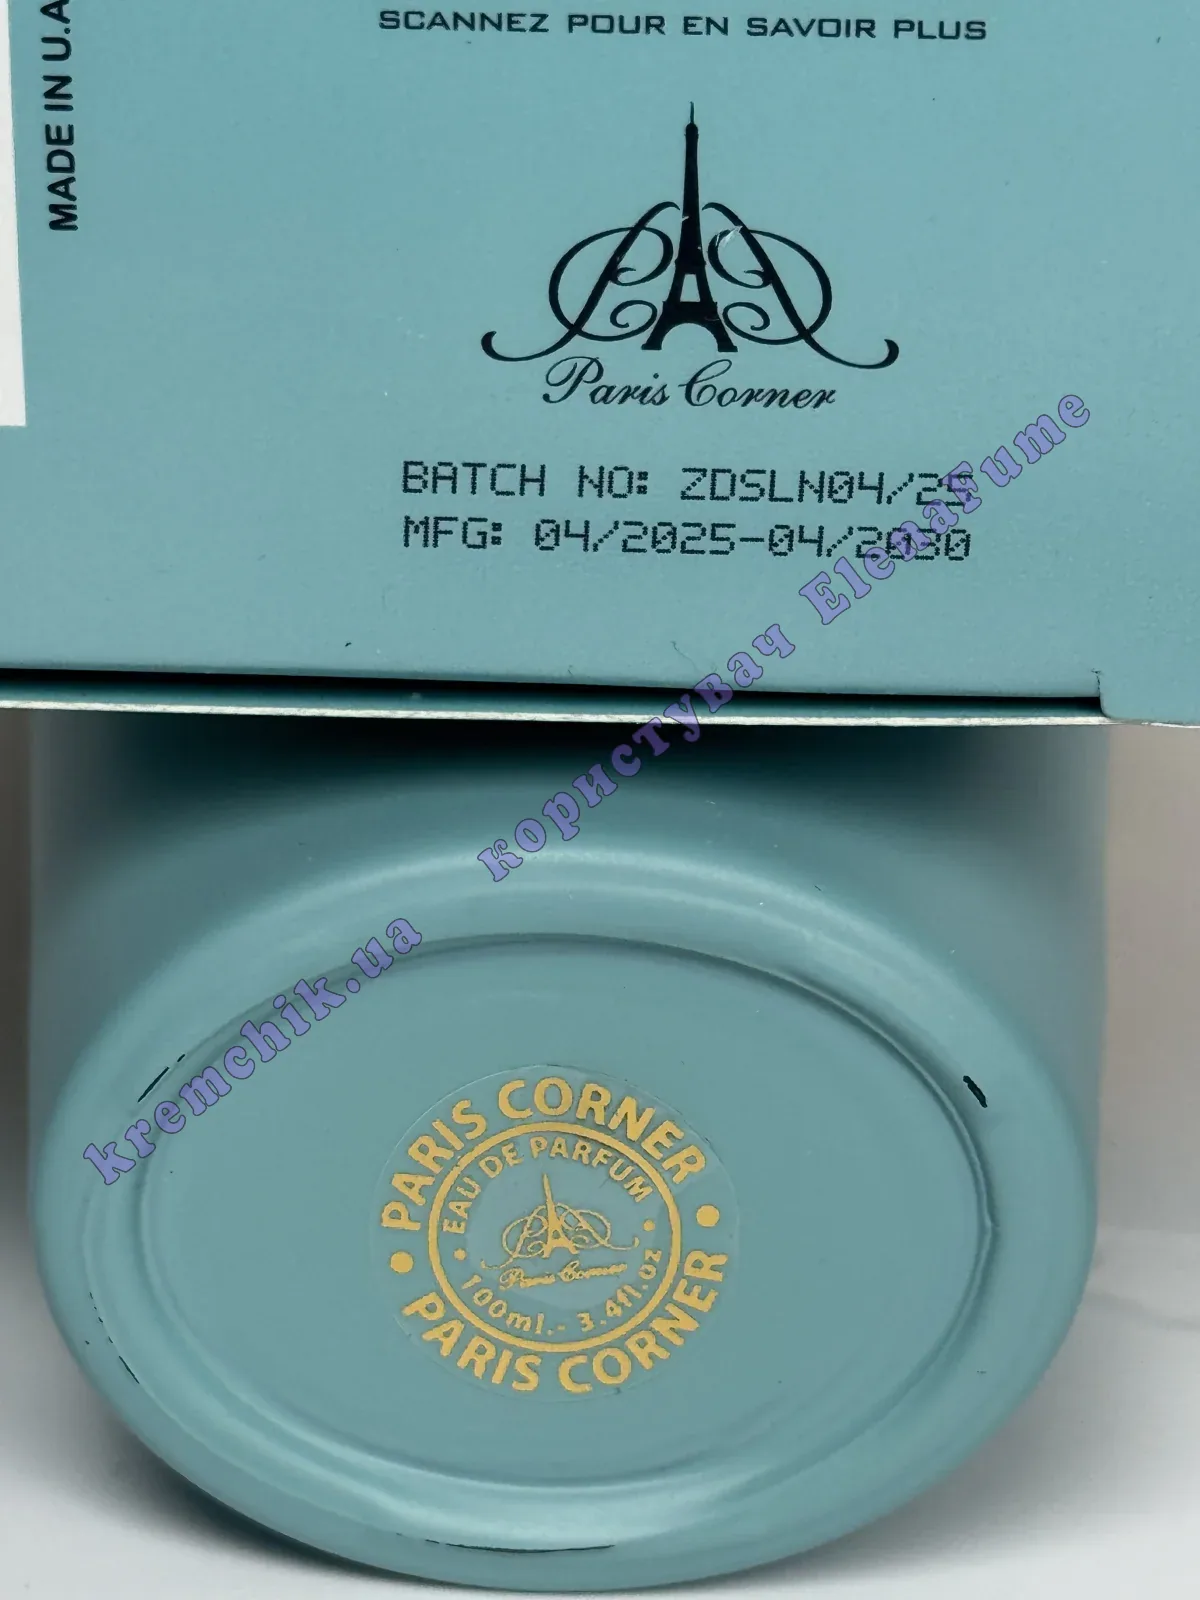 SCANNEZ POUR EN SAVOIR PLUS
MADE IN U.A
Paris Corner
BATCH NO: ZDSLN04/25
MFG: 04/2025-04/2030
kremchik.ua користувач ElenaFume
PARIS CORNER
EAU DE PARFUM
Paris Corner
100ml.- 3.4fl.oz
PARIS CORNER